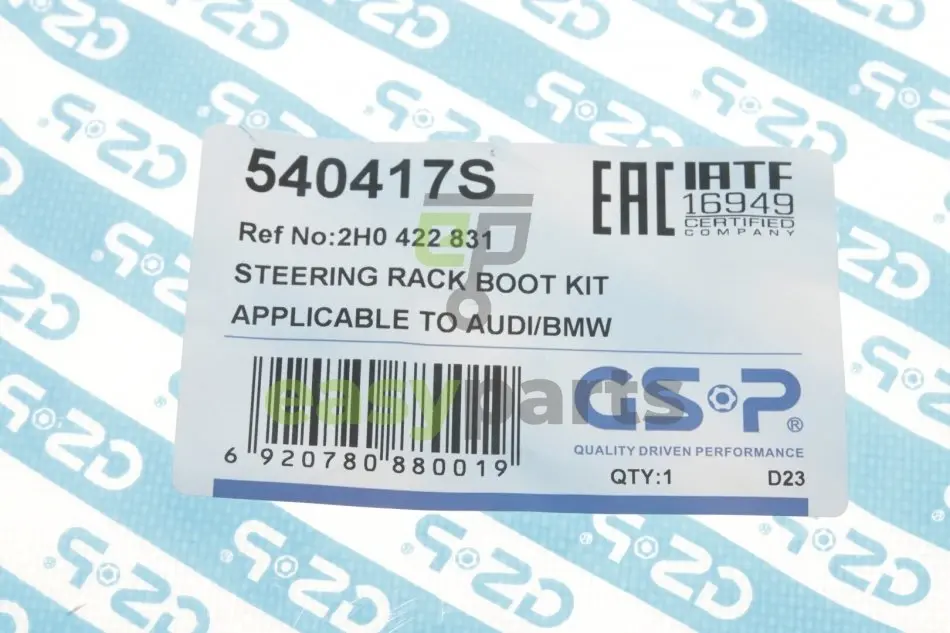 540417S
EAC
IATF
16949
CERTIFIED
COMPANY
Ref No:2H0 422 831
STEERING RACK BOOT KIT
APPLICABLE TO AUDI/BMW
easyparts
GSP®
QUALITY DRIVEN PERFORMANCE
6 920780 880019
QTY:1 D23